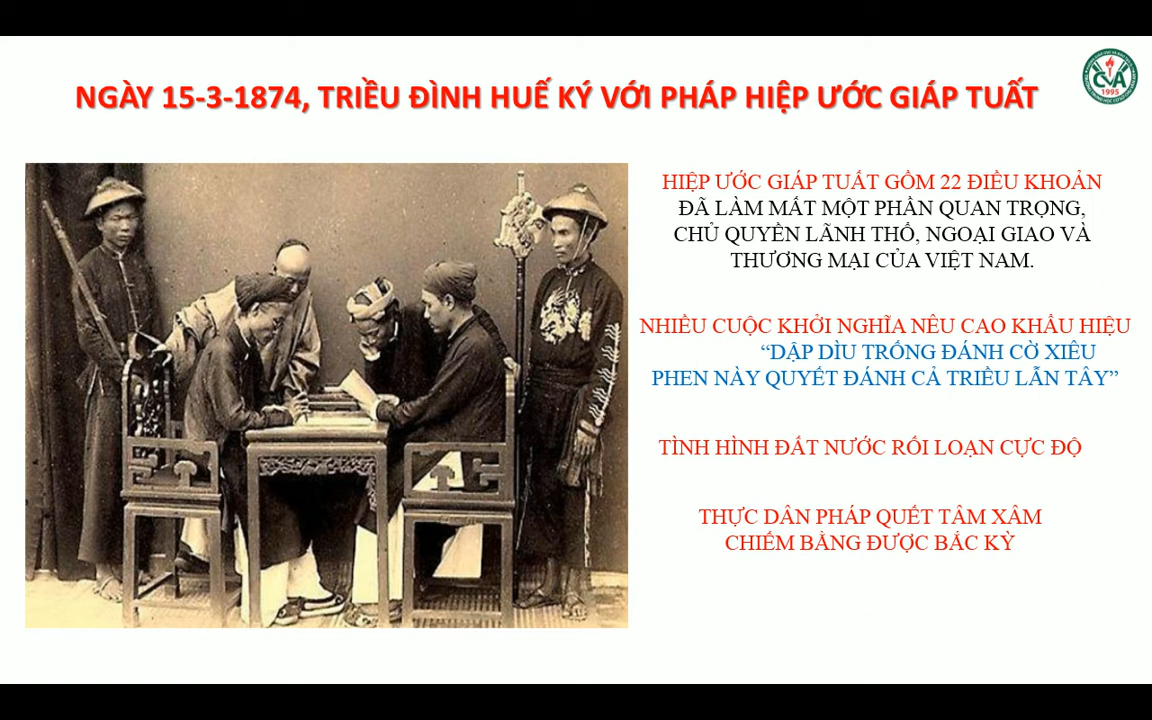 NGÀY 15-3-1874, TRIỀU ĐÌNH HUẾ KÝ VỚI PHÁP HIỆP ƯỚC GIÁP TUẤT
CVA
1995
HIỆP ƯỚC GIÁP TUẤT GỒM 22 ĐIỀU KHOẢN
ĐÃ LÀM MẤT MỘT PHẦN QUAN TRỌNG,
CHỦ QUYỀN LÃNH THỔ, NGOẠI GIAO VÀ
THƯƠNG MẠI CỦA VIỆT NAM.
NHIỀU CUỘC KHỞI NGHĨA NÊU CAO KHẨU HIỆU
“DẬP DÌU TRỐNG ĐÁNH CỜ XIÊU
PHEN NÀY QUYẾT ĐÁNH CẢ TRIỀU LẪN TÂY”
TÌNH HÌNH ĐẤT NƯỚC RỐI LOẠN CỰC ĐỘ
THỰC DÂN PHÁP QUẾT TÂM XÂM
CHIẾM BẰNG ĐƯỢC BẮC KỲ